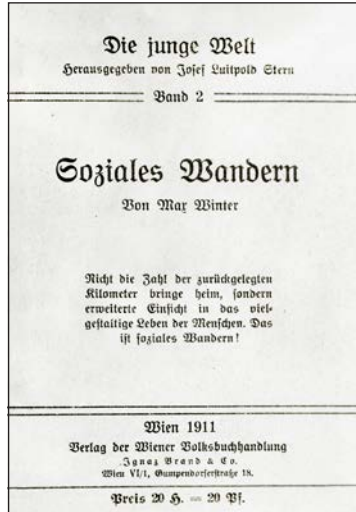 Die junge Welt
Herausgegeben von Josef Luitpold Stern
Band 2
Soziales Wandern
Von Max Winter
Nicht die Zahl der zurückgelegten
Kilometer bringe heim, sondern
erweiterte Einsicht in das viel-
gestaltige Leben der Menschen. Das
ist soziales Wandern!
Wien 1911
Verlag der Wiener Volksbuchhandlung
Ignaz Brand & Co.
Wien VI/1, Gumpendorferstraße 18.
Preis 20 H. = 20 Pf.